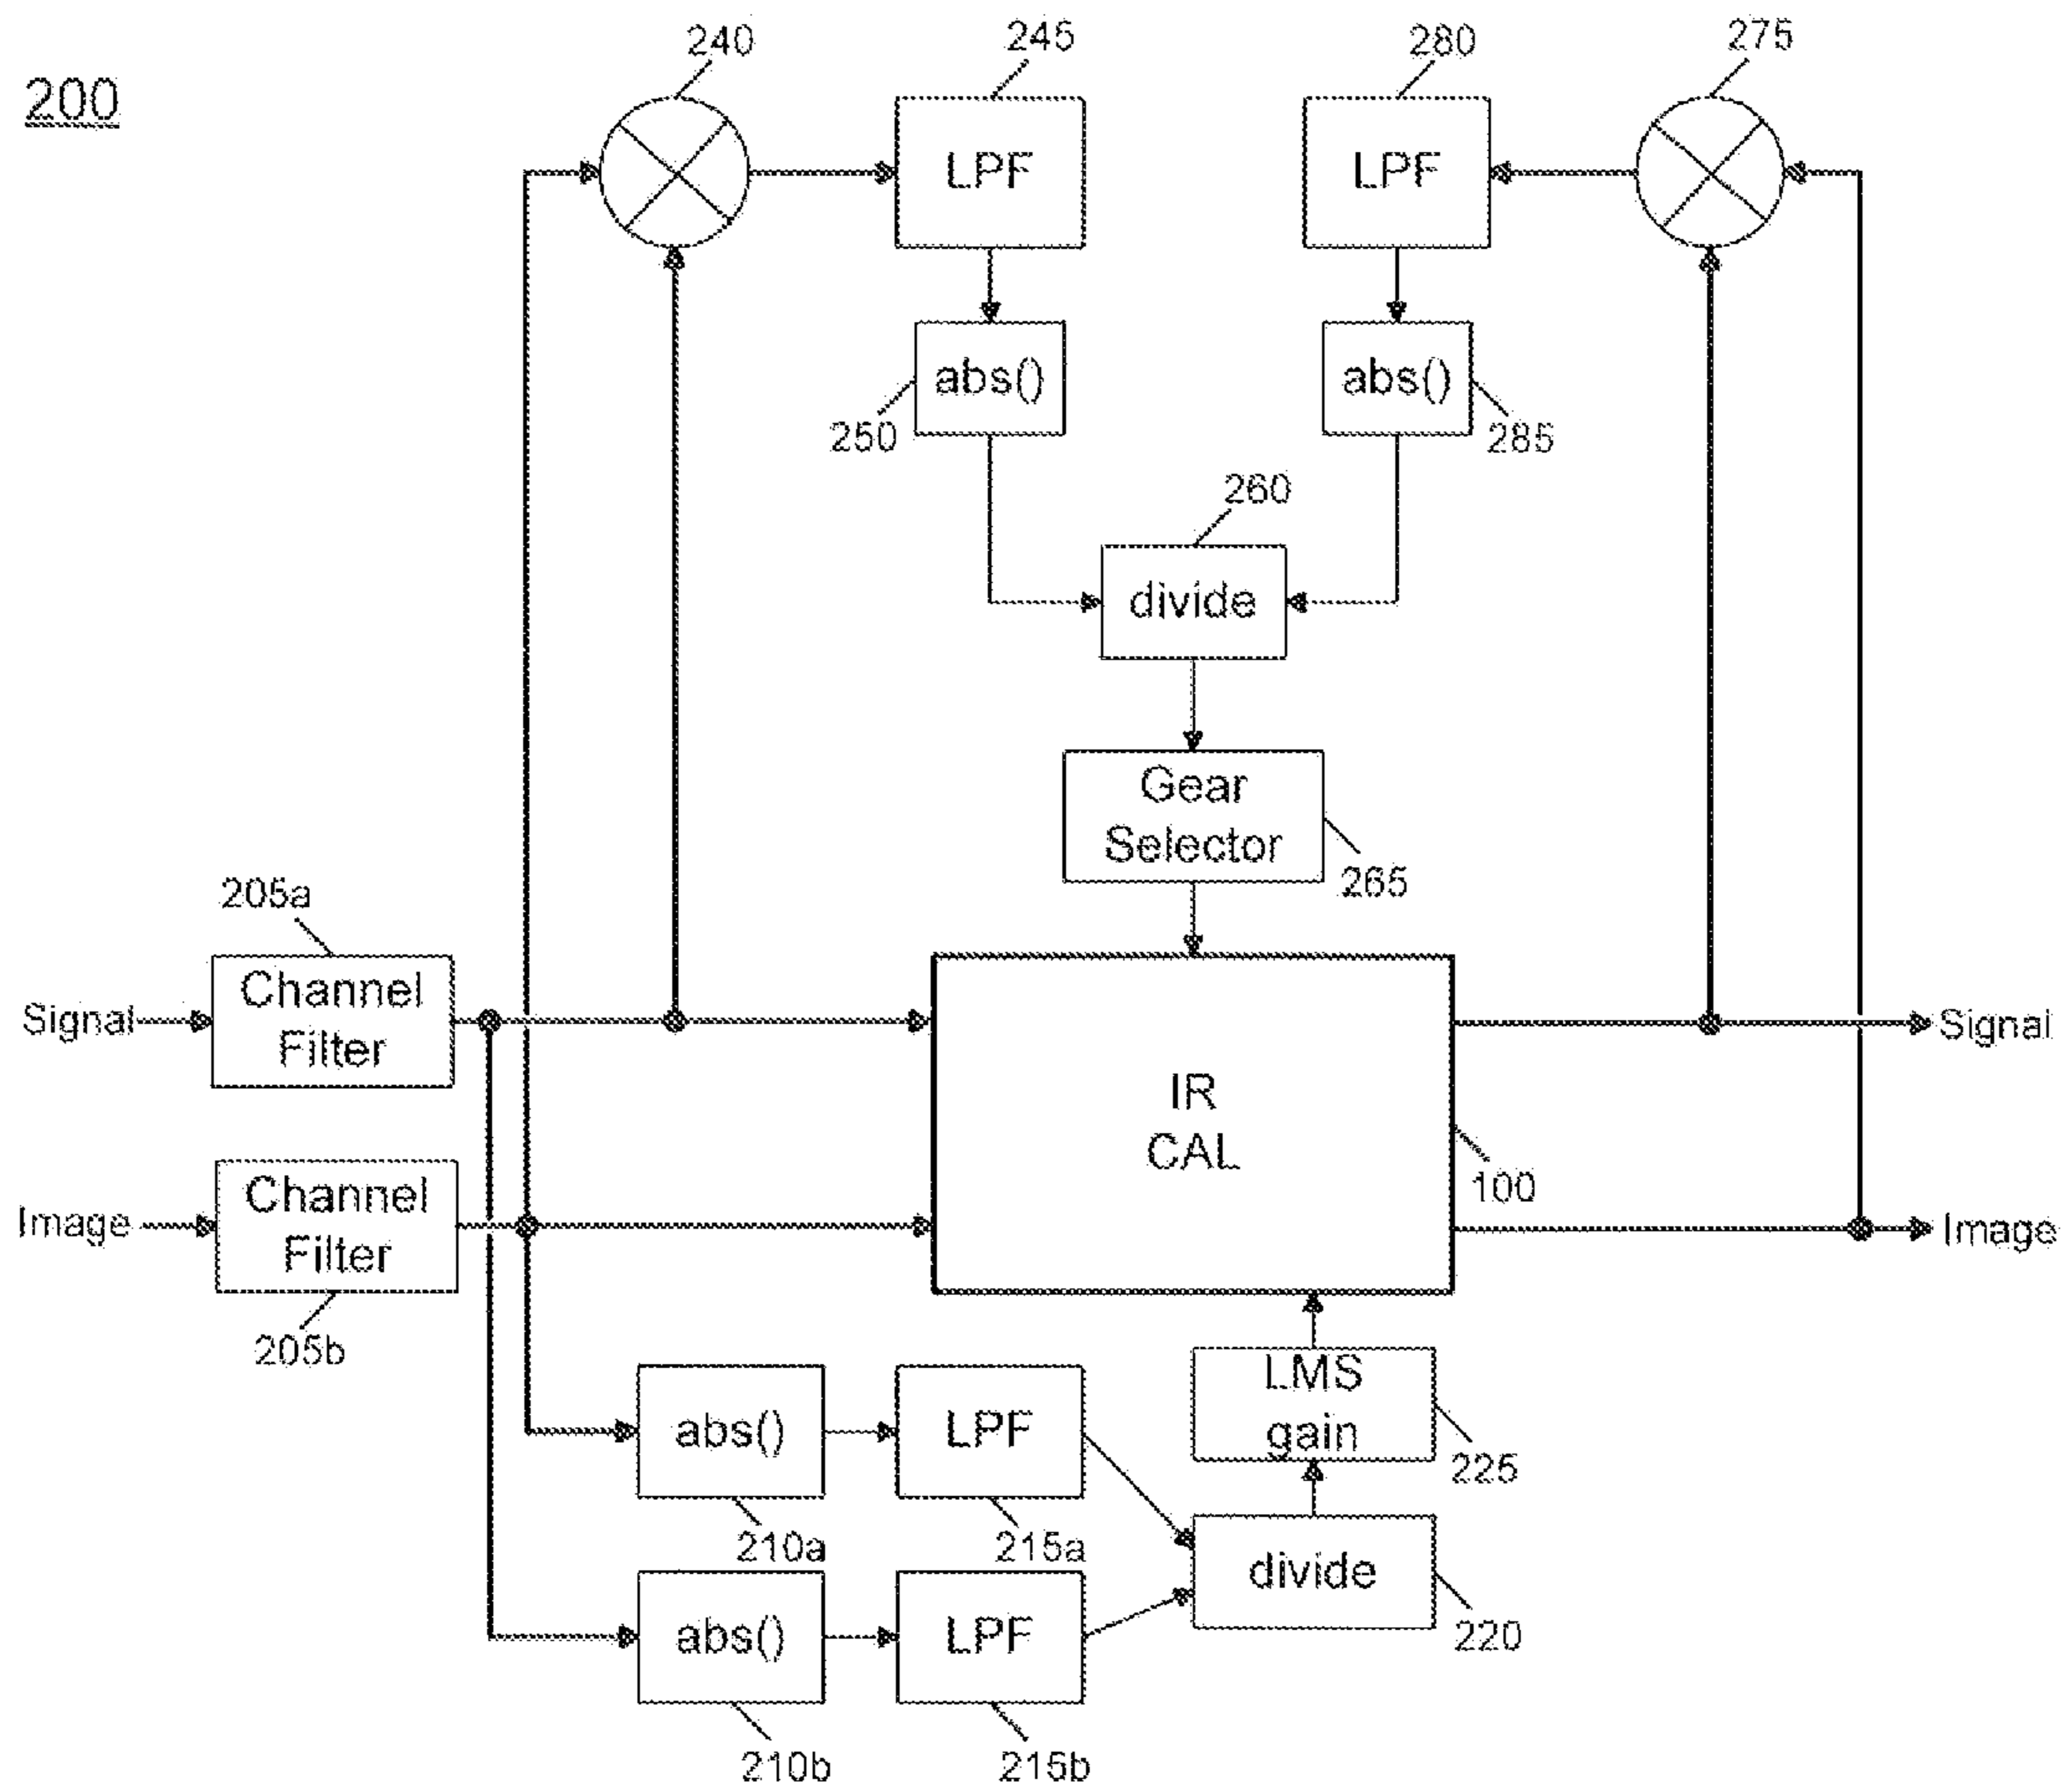 200
240
245
280
275
LPF
LPF
abs()
abs()
250
285
260
divide
Gear
Selector
265
205a
Channel
Filter
Signal
Signal
IR
CAL
100
Channel
Filter
Image
Image
205b
LMS
gain
225
abs()
LPF
210a
215a
divide
220
abs()
LPF
210b
215b